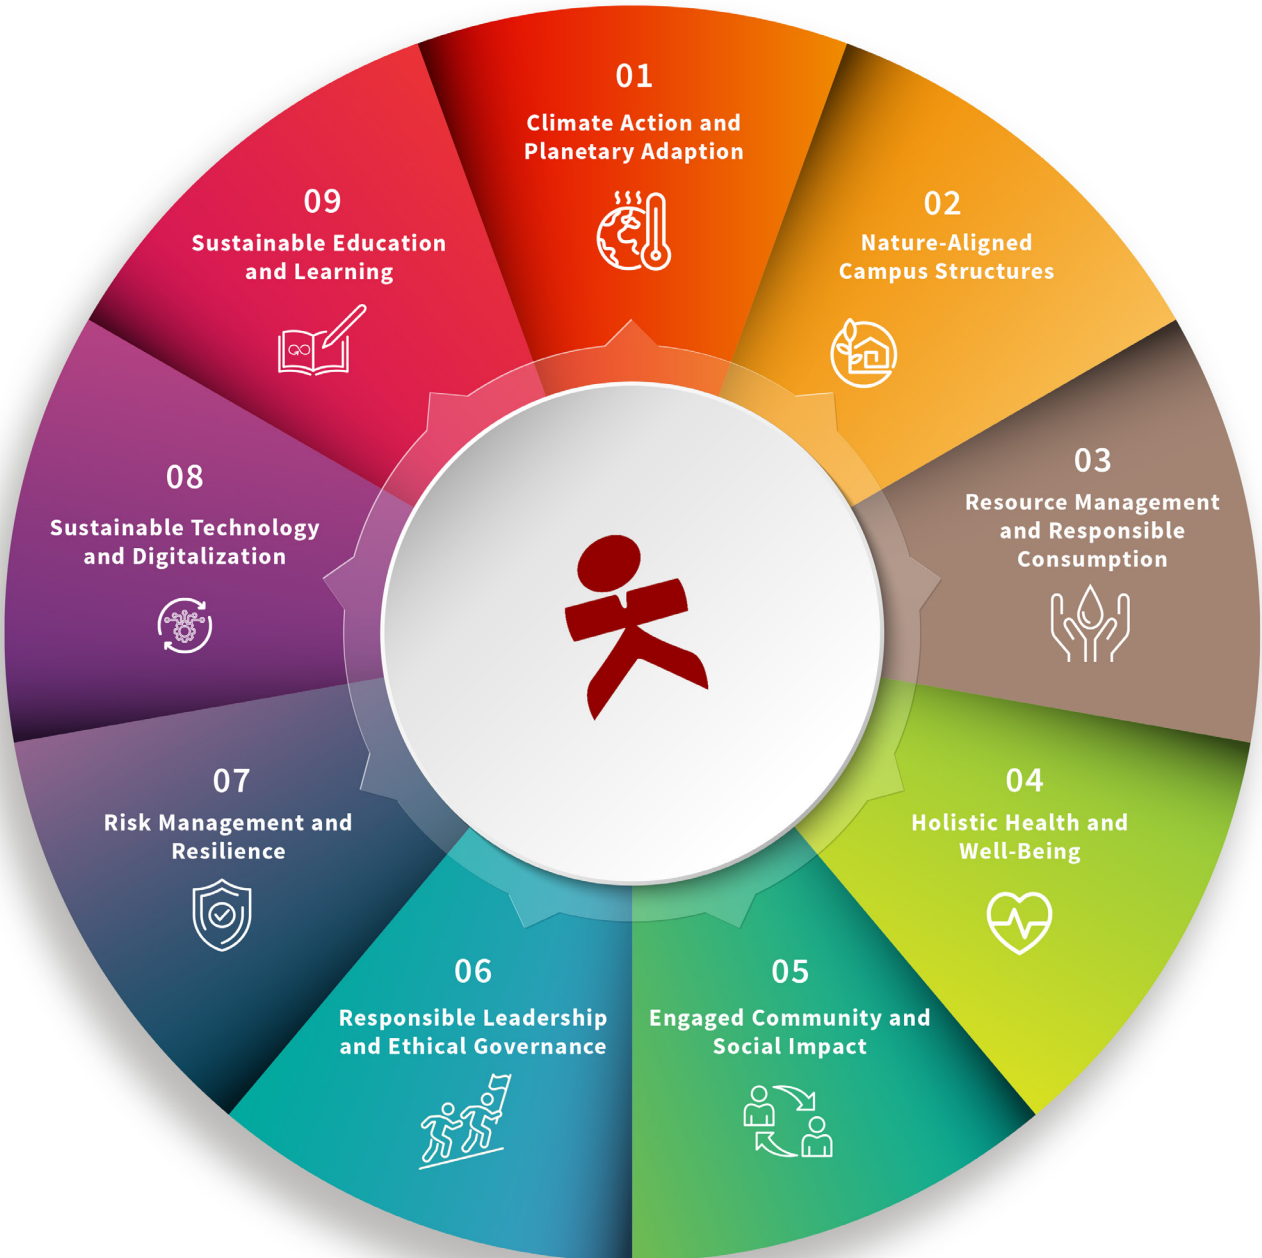 01
Climate Action and
Planetary Adaption
02
Nature-Aligned
Campus Structures
03
Resource Management
and Responsible
Consumption
04
Holistic Health and
Well-Being
05
Engaged Community and
Social Impact
06
Responsible Leadership
and Ethical Governance
07
Risk Management and
Resilience
08
Sustainable Technology
and Digitalization
09
Sustainable Education
and Learning